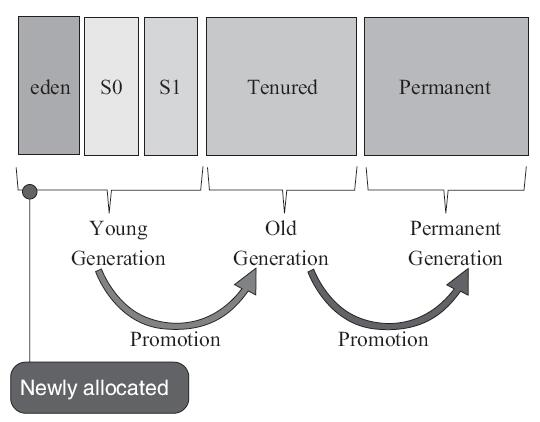 eden S0 S1 Tenured Permanent
Young Old Permanent
Generation Generation Generation
Promotion Promotion
Newly allocated